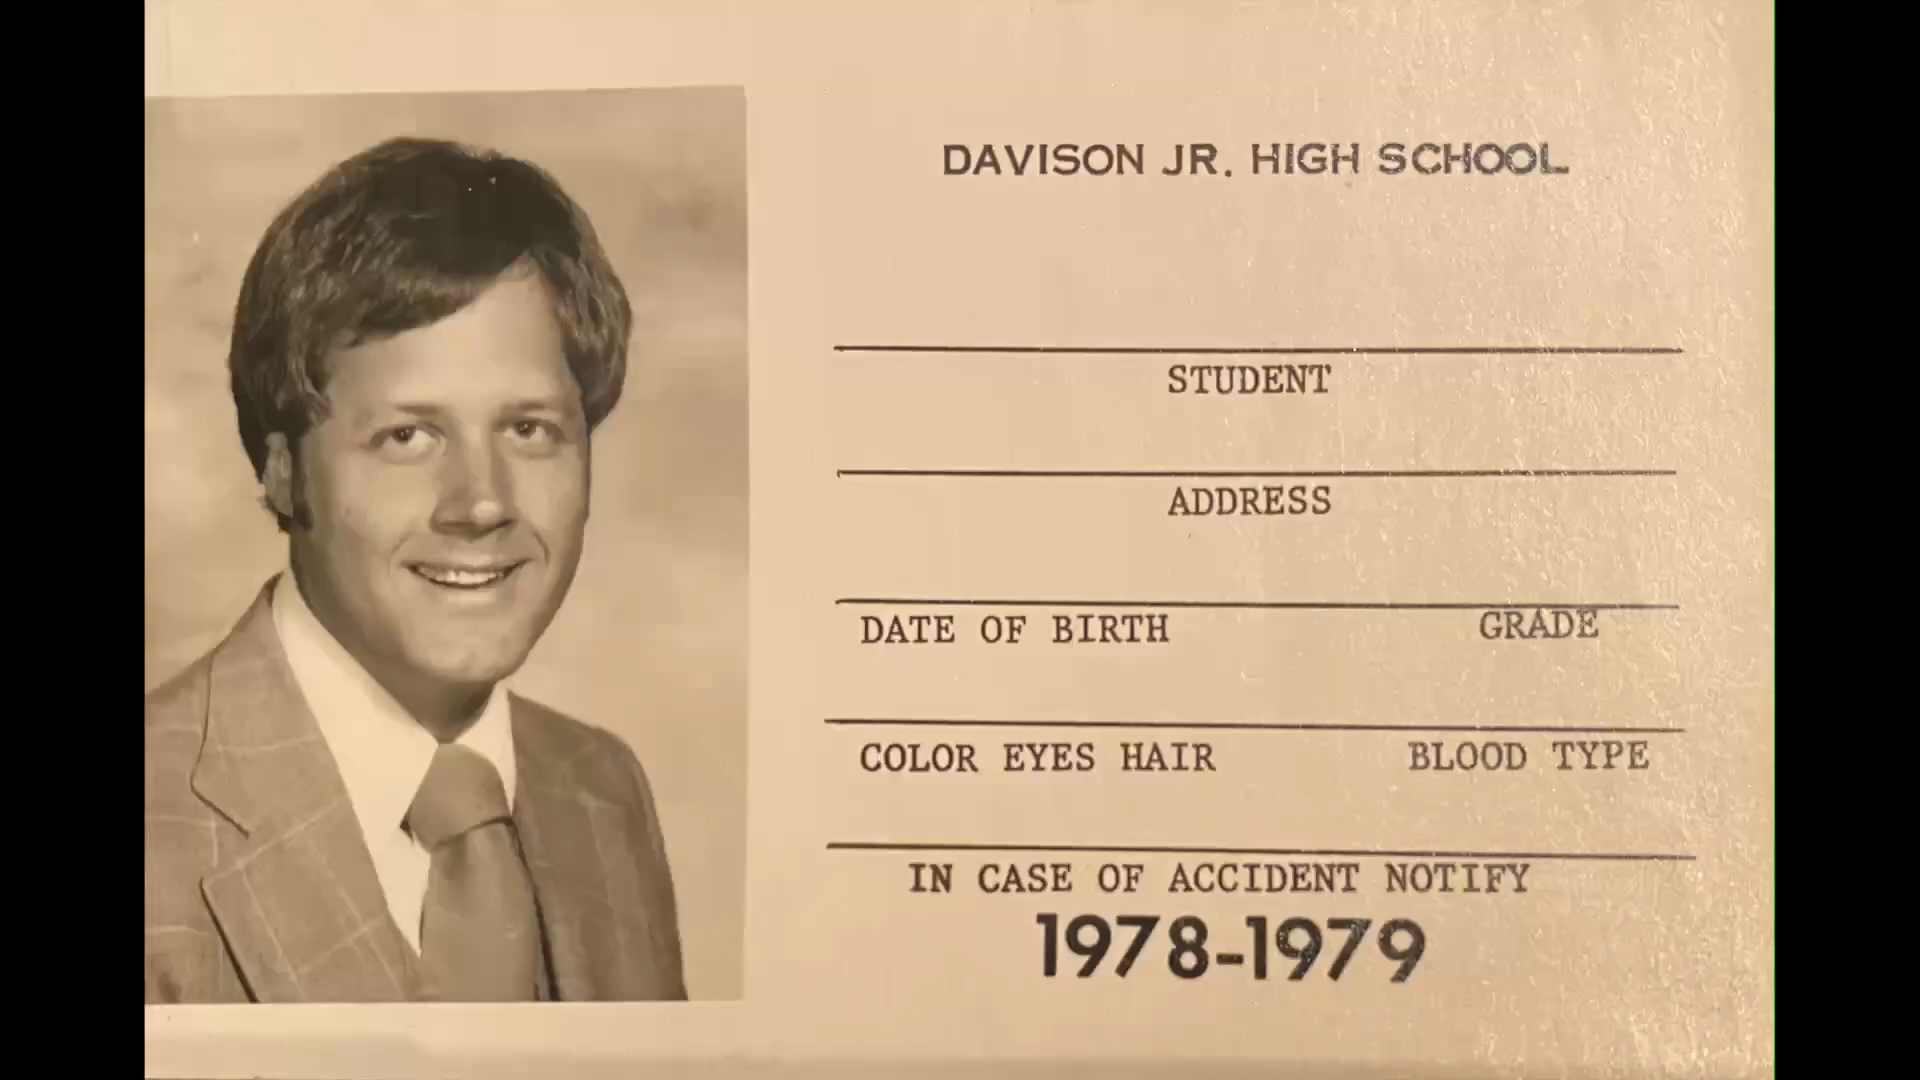 DAVISON JR. HIGH SCHOOL
STUDENT
ADDRESS
DATE OF BIRTH GRADE
COLOR EYES HAIR BLOOD TYPE
IN CASE OF ACCIDENT NOTIFY
1978-1979